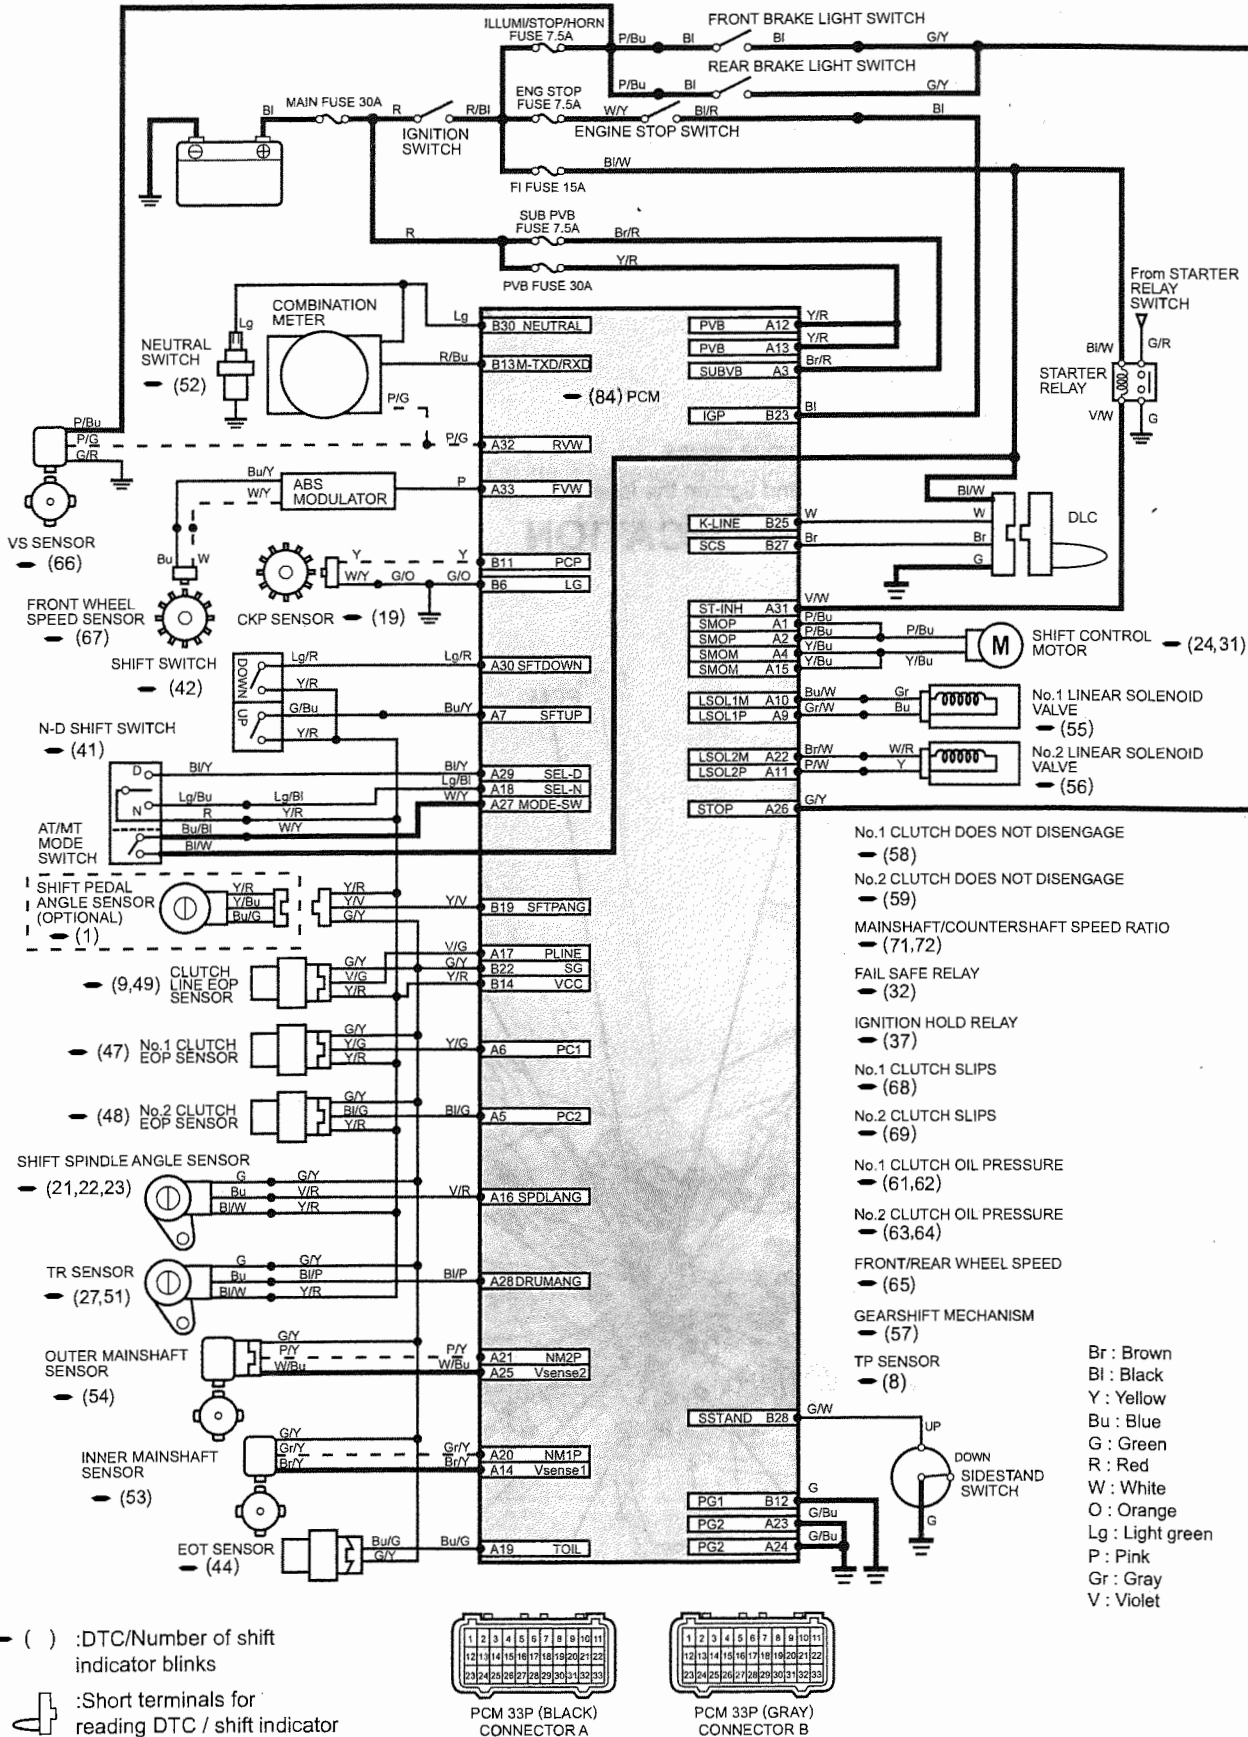 ILLUMI/STOP/HORN
FUSE 7.5A
P/Bu
Bl
FRONT BRAKE LIGHT SWITCH
Bl
G/Y
P/Bu
Bl
REAR BRAKE LIGHT SWITCH
G/Y
Bl
MAIN FUSE 30A
R
IGNITION
SWITCH
R/Bl
ENG STOP
FUSE 7.5A
W/Y
Bl/R
ENGINE STOP SWITCH
Bl
FI FUSE 15A
Bl/W
R
SUB PVB
FUSE 7.5A
Br/R
Y/R
PVB FUSE 30A
From STARTER
RELAY
SWITCH
G/R
Bl/W
STARTER
RELAY
V/W
G
COMBINATION
METER
Lg
NEUTRAL
SWITCH
(52)
Lg
B30 NEUTRAL
R/Bu
B13 M-TXD/RXD
P/G
(84) PCM
P/Bu
P/G
G/R
P/G
A32 RVW
VS SENSOR
(66)
Bu/Y
W/Y
ABS
MODULATOR
P
A33 FVW
Bu
W
FRONT WHEEL
SPEED SENSOR
(67)
Y
W/Y
G/O
Y
G/O
B11 PCP
B6 LG
CKP SENSOR (19)
SHIFT SWITCH
(42)
DOWN
UP
Lg/R
Lg/R
A30 SFTDOWN
Y/R
G/Bu
Bu/Y
A7 SFTUP
Y/R
N-D SHIFT SWITCH
(41)
D
N
Bl/Y
Bl/Y
A29 SEL-D
Lg/Bu
Lg/Bl
Lg/Bl
A18 SEL-N
R
Y/R
W/Y
A27 MODE-SW
AT/MT
MODE
SWITCH
Bu/Bl
W/Y
Bl/W
SHIFT PEDAL
ANGLE SENSOR
(OPTIONAL)
(1)
Y/R
Y/Bu
Bu/G
Y/R
Y/V
G/Y
Y/V
B19 SFTPANG
(9,49) CLUTCH
LINE EOP
SENSOR
G/Y
V/G
Y/R
V/G
G/Y
Y/R
A17 PLINE
B22 SG
B14 VCC
(47) No.1 CLUTCH
EOP SENSOR
G/Y
Y/G
Y/R
Y/G
A6 PC1
(48) No.2 CLUTCH
EOP SENSOR
G/Y
Bl/G
Y/R
Bl/G
A5 PC2
SHIFT SPINDLE ANGLE SENSOR
(21,22,23)
G
Bu
Bl/W
G/Y
V/R
Y/R
V/R
A16 SPDLANG
TR SENSOR
(27,51)
G
Bu
Bl/W
G/Y
Bl/P
Y/R
Bl/P
A28 DRUMANG
OUTER MAINSHAFT
SENSOR
(54)
G/Y
P/Y
W/Bu
P/Y
W/Bu
A21 NM2P
A25 Vsense2
INNER MAINSHAFT
SENSOR
(53)
G/Y
Gr/Y
Br/Y
Gr/Y
Br/Y
A20 NM1P
A14 Vsense1
EOT SENSOR
(44)
Bu/G
G/Y
Bu/G
A19 TOIL
PVB A12
Y/R
PVB A13
Y/R
SUBVB A3
Br/R
IGP B23
Bl
Bl/W
K-LINE B25
W
W
SCS B27
Br
Br
G
DLC
ST-INH A31
V/W
SMOP A1
P/Bu
SMOP A2
P/Bu
SMOM A4
Y/Bu
SMOM A15
Y/Bu
P/Bu
Y/Bu
M
SHIFT CONTROL
MOTOR
(24,31)
LSOL1M A10
Bu/W
Gr
LSOL1P A9
Gr/W
Bu
No.1 LINEAR SOLENOID
VALVE
(55)
LSOL2M A22
Br/W
W/R
LSOL2P A11
P/W
Y
No.2 LINEAR SOLENOID
VALVE
(56)
STOP A26
G/Y
No.1 CLUTCH DOES NOT DISENGAGE
(58)
No.2 CLUTCH DOES NOT DISENGAGE
(59)
MAINSHAFT/COUNTERSHAFT SPEED RATIO
(71,72)
FAIL SAFE RELAY
(32)
IGNITION HOLD RELAY
(37)
No.1 CLUTCH SLIPS
(68)
No.2 CLUTCH SLIPS
(69)
No.1 CLUTCH OIL PRESSURE
(61,62)
No.2 CLUTCH OIL PRESSURE
(63,64)
FRONT/REAR WHEEL SPEED
(65)
GEARSHIFT MECHANISM
(57)
TP SENSOR
(8)
SSTAND B28
G/W
UP
DOWN
SIDESTAND
SWITCH
G
PG1 B12
G
PG2 A23
G/Bu
PG2 A24
G/Bu
Br : Brown
Bl : Black
Y : Yellow
Bu : Blue
G : Green
R : Red
W : White
O : Orange
Lg : Light green
P : Pink
Gr : Gray
V : Violet
( ) :DTC/Number of shift
indicator blinks
:Short terminals for
reading DTC / shift indicator
1 2 3 4 5 6 7 8 9 10 11
12 13 14 15 16 17 18 19 20 21 22
23 24 25 26 27 28 29 30 31 32 33
PCM 33P (BLACK)
CONNECTOR A
1 2 3 4 5 6 7 8 9 10 11
12 13 14 15 16 17 18 19 20 21 22
23 24 25 26 27 28 29 30 31 32 33
PCM 33P (GRAY)
CONNECTOR B